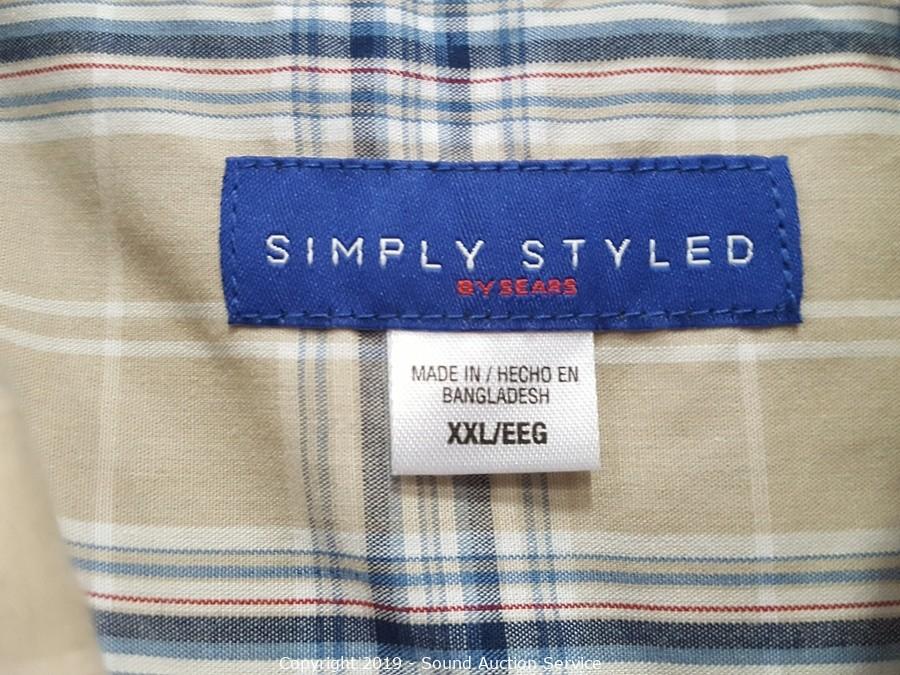 SIMPLY STYLED
BY SEARS
MADE IN / HECHO EN
BANGLADESH
XXL/EEG
Copyright 2019 - Sound Auction Service